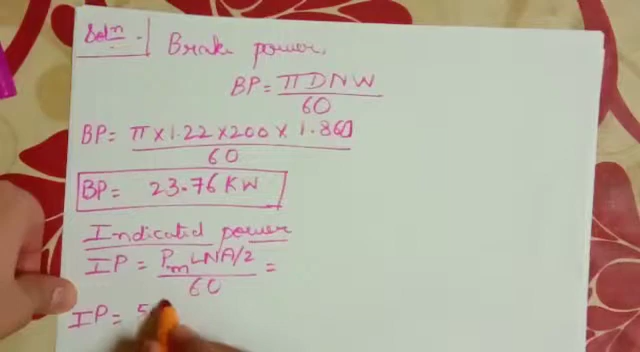 Soln -
Brake power,
BP = πDNW / 60
BP = π × 1.22 × 200 × 1.860 / 60
BP = 23.76 KW
Indicated power
IP = PmLNA/2 / 60 =
IP = 5